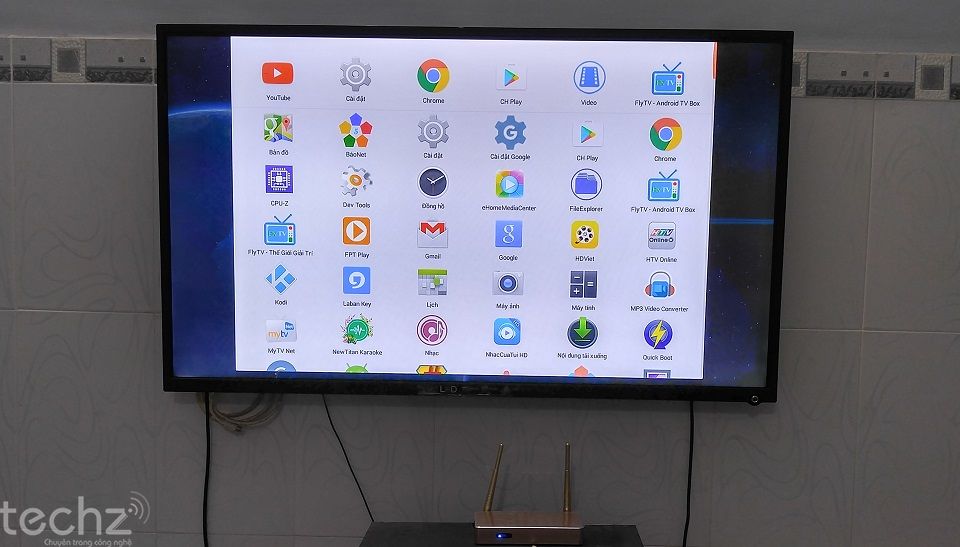 YouTube
Cài đặt
Chrome
CH Play
Video
FlyTV - Android TV Box
Bản đồ
BáoNet
Cài đặt
Cài đặt Google
CH Play
Chrome
CPU-Z
Dev Tools
Đồng hồ
eHomeMediaCenter
FileExplorer
FlyTV - Android TV Box
FlyTV - Thế Giới Giải Trí
FPT Play
Gmail
Google
HDViet
HTV Online
Kodi
Laban Key
Lịch
Máy ảnh
Máy tính
MP3 Video Converter
MyTV Net
NewTitan Karaoke
Nhạc
NhacCuaTui HD
Nội dung tải xuống
Quick Boot
techz
Chuyên trang công nghệ